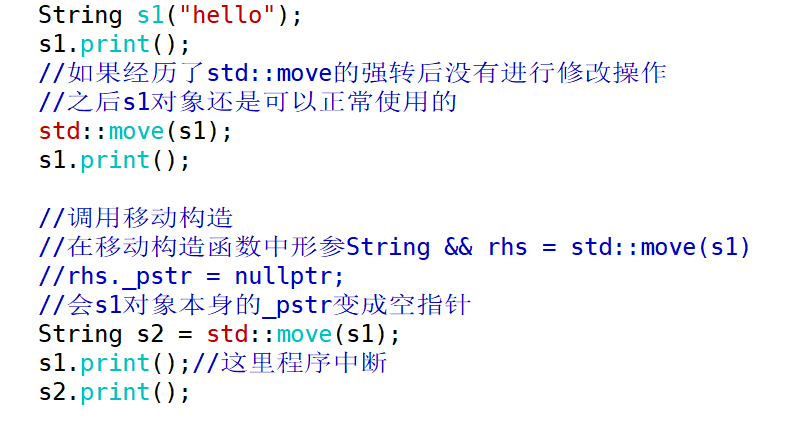 String s1("hello");
s1.print();
//如果经历了std::move的强转后没有进行修改操作
//之后s1对象还是可以正常使用的
std::move(s1);
s1.print();
//调用移动构造
//在移动构造函数中形参String && rhs = std::move(s1)
//rhs._pstr = nullptr;
//会s1对象本身的_pstr变成空指针
String s2 = std::move(s1);
s1.print();//这里程序中断
s2.print();